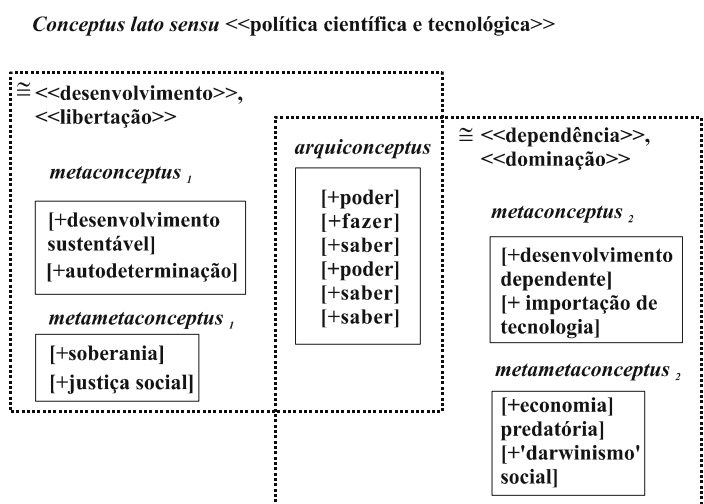 Conceptus lato sensu <<política científica e tecnológica>>
≅ <<desenvolvimento>>,
<<libertação>>
metaconceptus 1
[+desenvolvimento
sustentável]
[+autodeterminação]
metametaconceptus 1
[+soberania]
[+justiça social]
arquiconceptus
[+poder]
[+fazer]
[+saber]
[+poder]
[+saber]
[+saber]
≅ <<dependência>>,
<<dominação>>
metaconceptus 2
[+desenvolvimento
dependente]
[+ importação de
tecnologia]
metametaconceptus 2
[+economia]
predatória]
[+'darwinismo'
social]